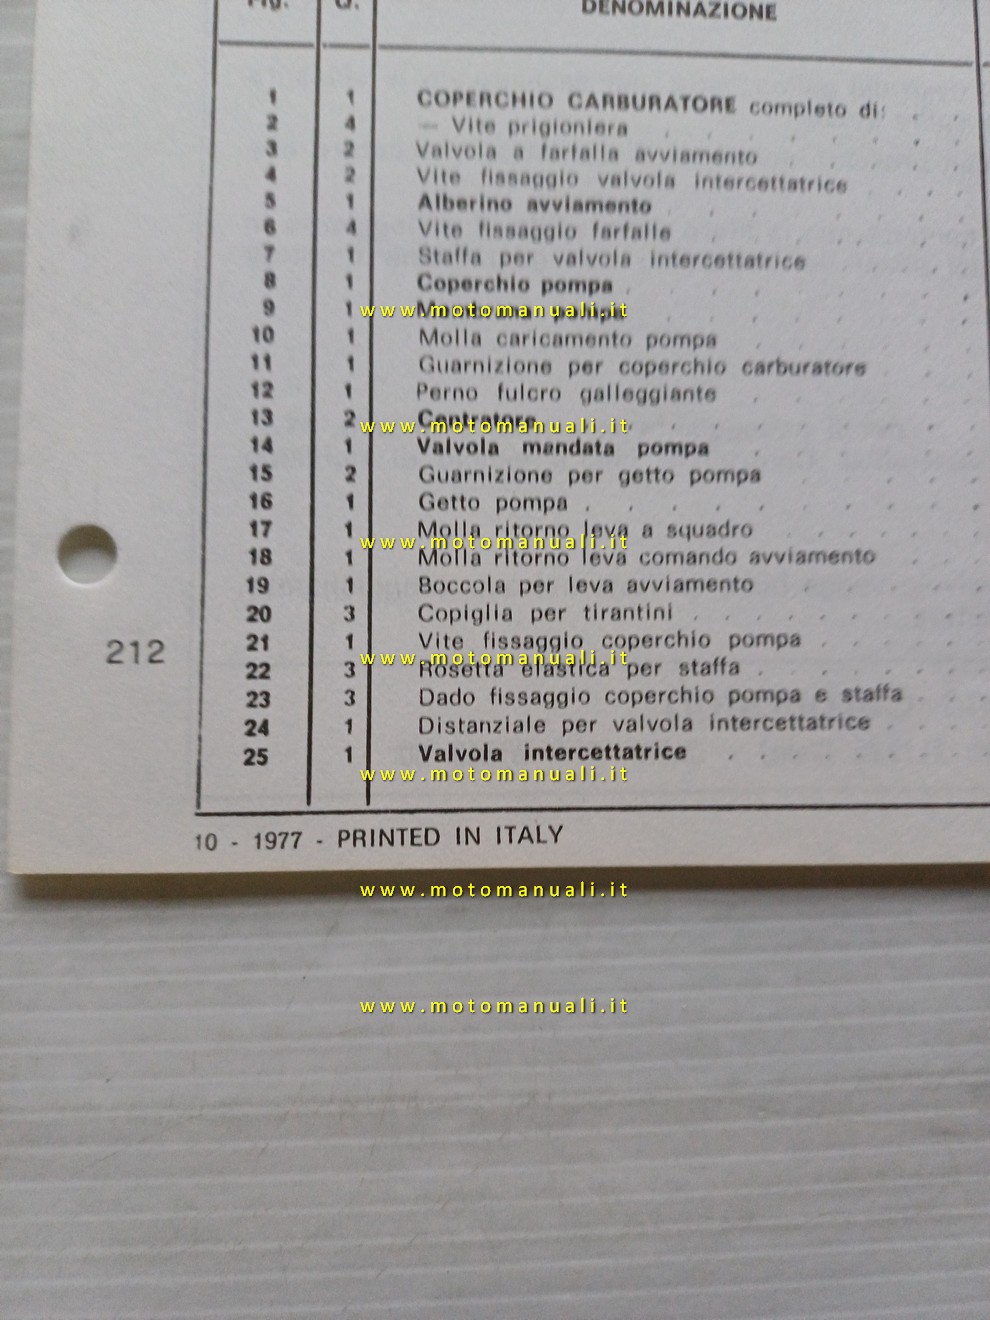 Fig. Q. DENOMINAZIONE
1 1 COPERCHIO CARBURATORE completo di:
2 4 — Vite prigioniera
3 2 Valvola a farfalla avviamento
4 2 Vite fissaggio valvola intercettatrice
5 1 Alberino avviamento
6 4 Vite fissaggio farfalle
7 1 Staffa per valvola intercettatrice
8 1 Coperchio pompa
9 1 pompa
www.motomanuali.it
10 1 Molla caricamento pompa
11 1 Guarnizione per coperchio carburatore
12 1 Perno fulcro galleggiante
13 2 Centratore
www.motomanuali.it
14 1 Valvola mandata pompa
15 2 Guarnizione per getto pompa
16 1 Getto pompa
17 1 Molla ritorno leva a squadro
www.motomanuali.it
18 1 Molla ritorno leva comando avviamento
19 1 Boccola per leva avviamento
20 3 Copiglia per tirantini
21 1 Vite fissaggio coperchio pompa
212
www.motomanuali.it
22 3 Rosetta elastica per staffa
23 3 Dado fissaggio coperchio pompa e staffa
24 1 Distanziale per valvola intercettatrice
25 1 Valvola intercettatrice
www.motomanuali.it
10 - 1977 - PRINTED IN ITALY
www.motomanuali.it
www.motomanuali.it